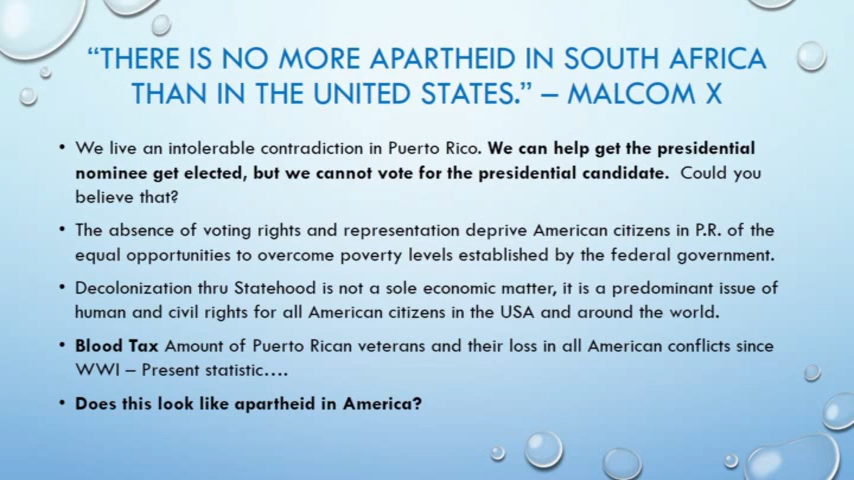 “THERE IS NO MORE APARTHEID IN SOUTH AFRICA
THAN IN THE UNITED STATES.” – MALCOM X
• We live an intolerable contradiction in Puerto Rico. We can help get the presidential
nominee get elected, but we cannot vote for the presidential candidate.  Could you
believe that?
• The absence of voting rights and representation deprive American citizens in P.R. of the
equal opportunities to overcome poverty levels established by the federal government.
• Decolonization thru Statehood is not a sole economic matter, it is a predominant issue of
human and civil rights for all American citizens in the USA and around the world.
• Blood Tax Amount of Puerto Rican veterans and their loss in all American conflicts since
WWI – Present statistic….
• Does this look like apartheid in America?